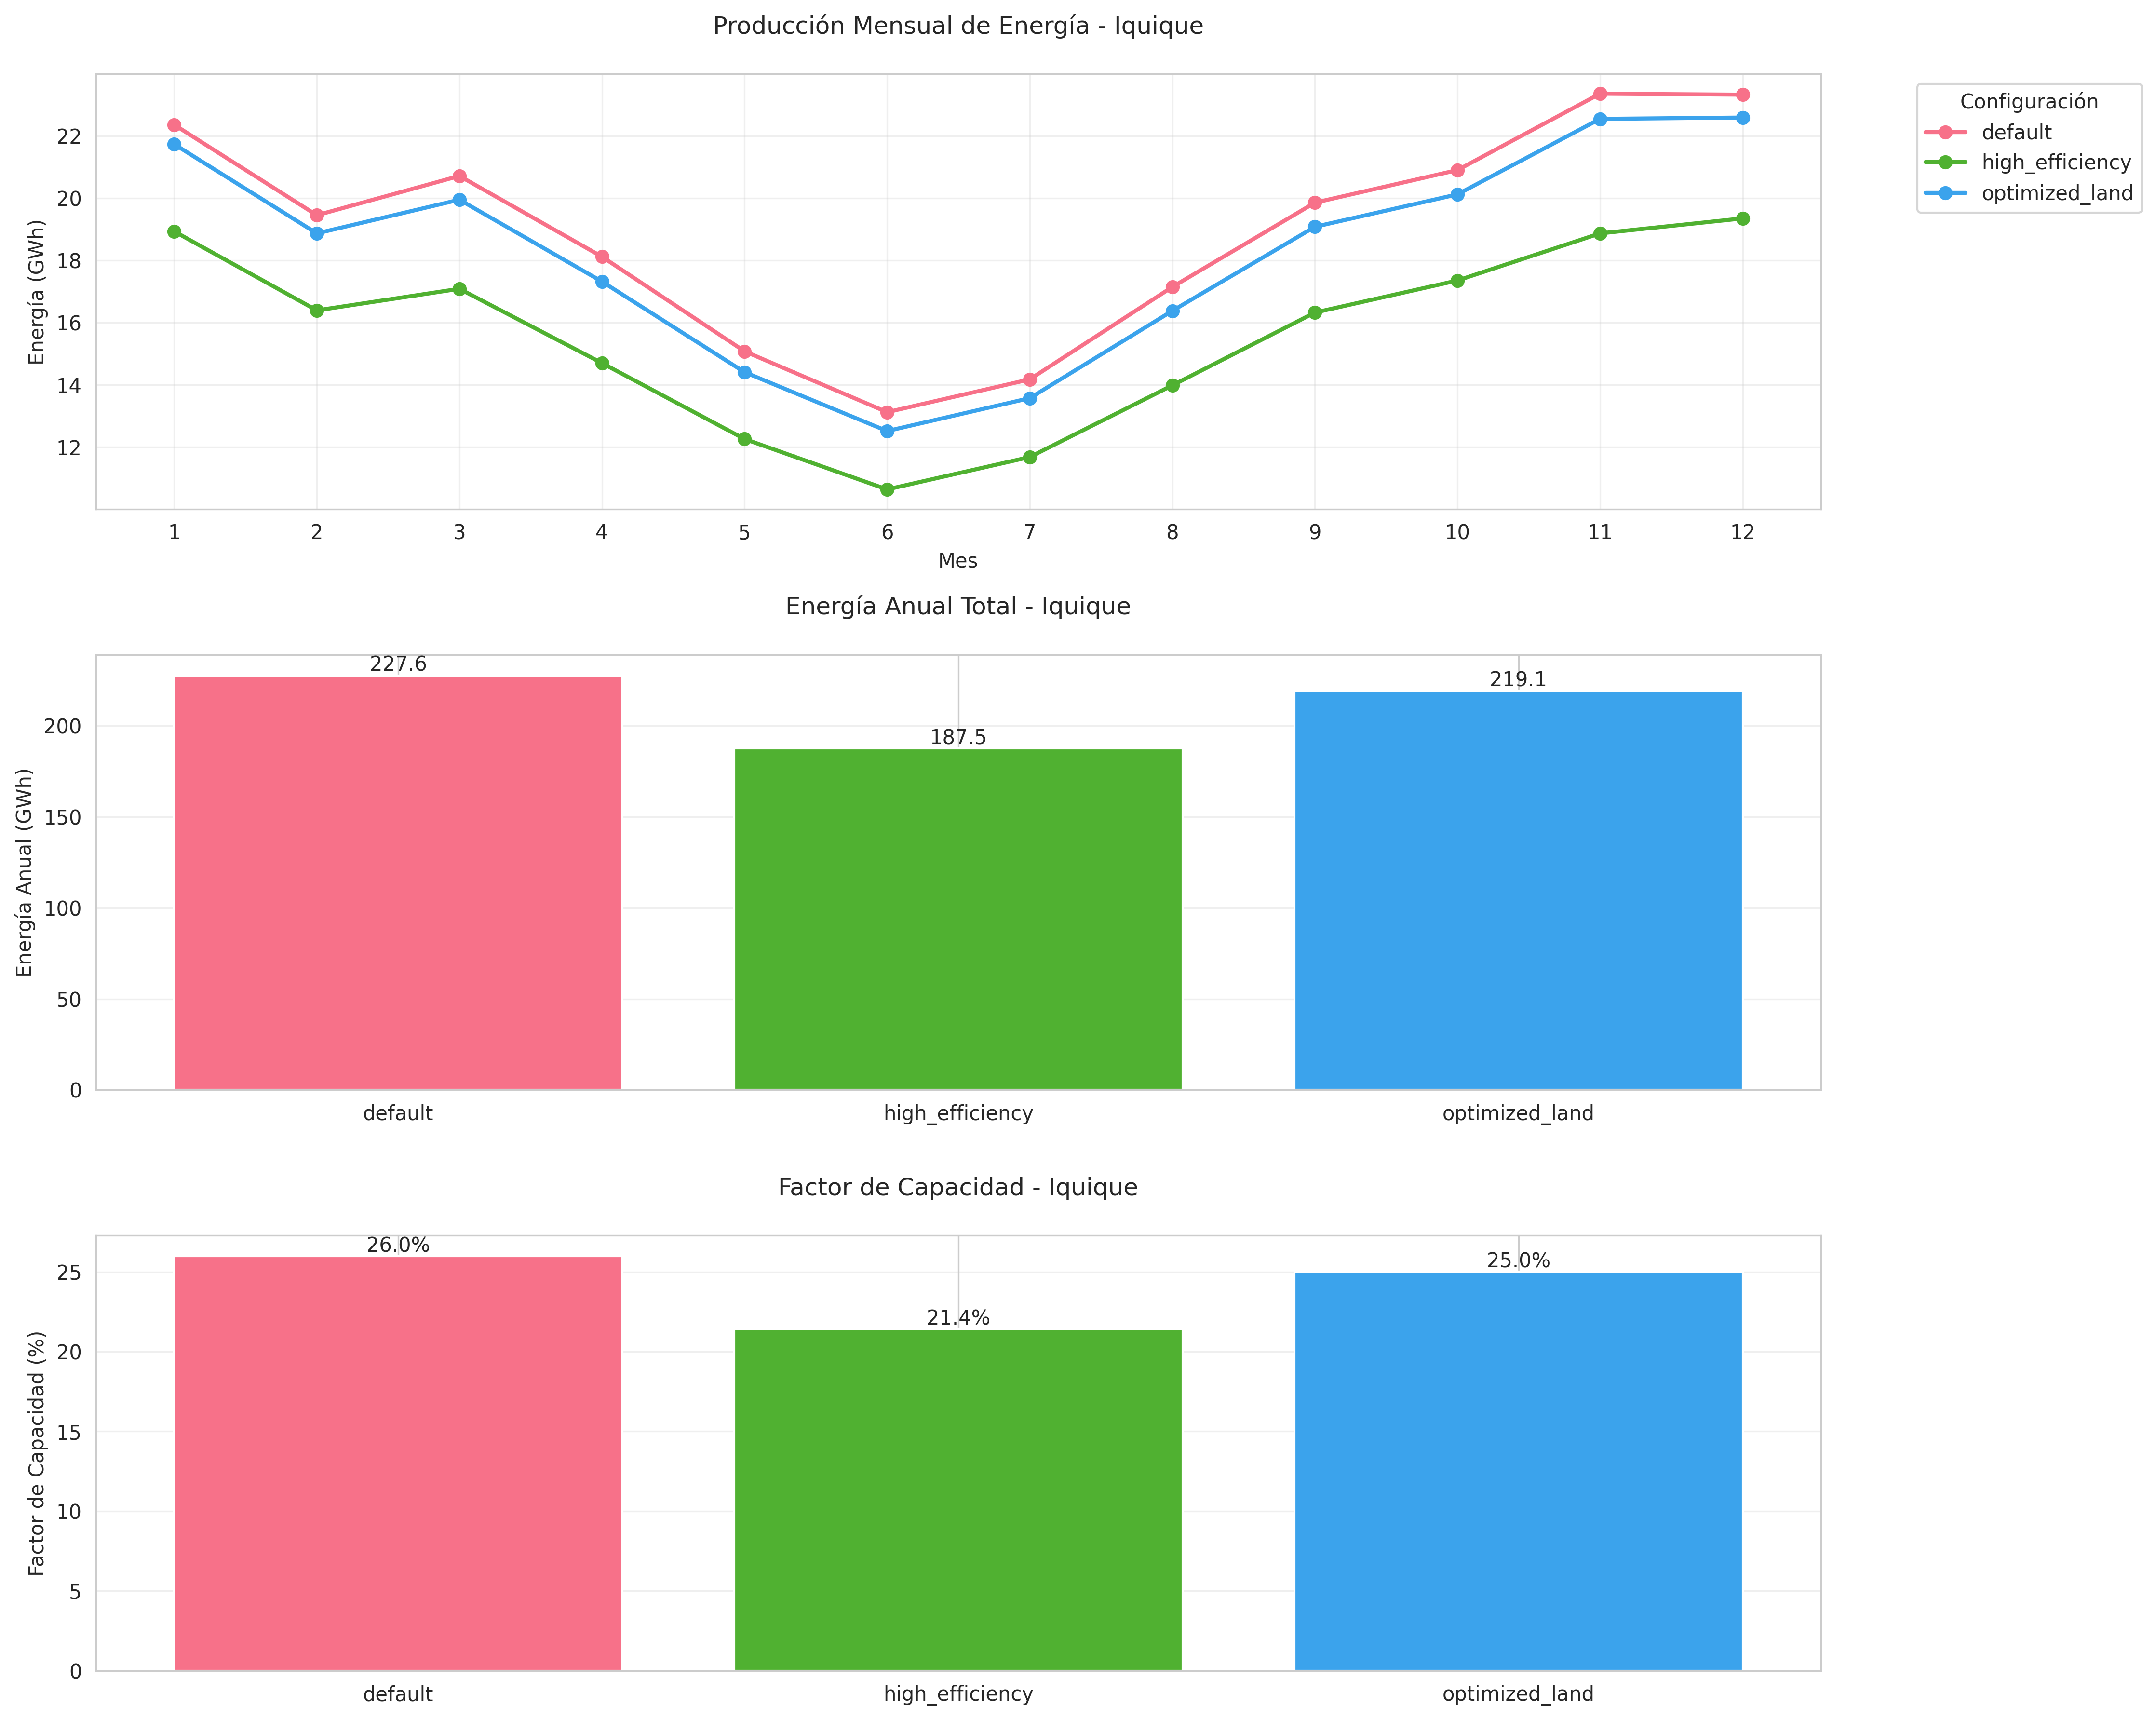 Producción Mensual de Energía - Iquique
Energía (GWh)
22
20
18
16
14
12
1 2 3 4 5 6 7 8 9 10 11 12
Mes
Configuración
default
high_efficiency
optimized_land
Energía Anual Total - Iquique
Energía Anual (GWh)
200
150
100
50
0
227.6
187.5
219.1
default high_efficiency optimized_land
Factor de Capacidad - Iquique
Factor de Capacidad (%)
25
20
15
10
5
0
26.0%
21.4%
25.0%
default high_efficiency optimized_land